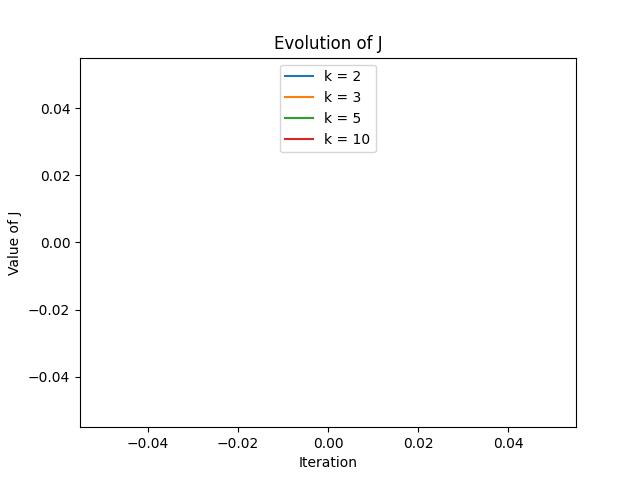 Evolution of J
k = 2
k = 3
k = 5
k = 10
Value of J
0.04
0.02
0.00
−0.02
−0.04
−0.04
−0.02
0.00
0.02
0.04
Iteration